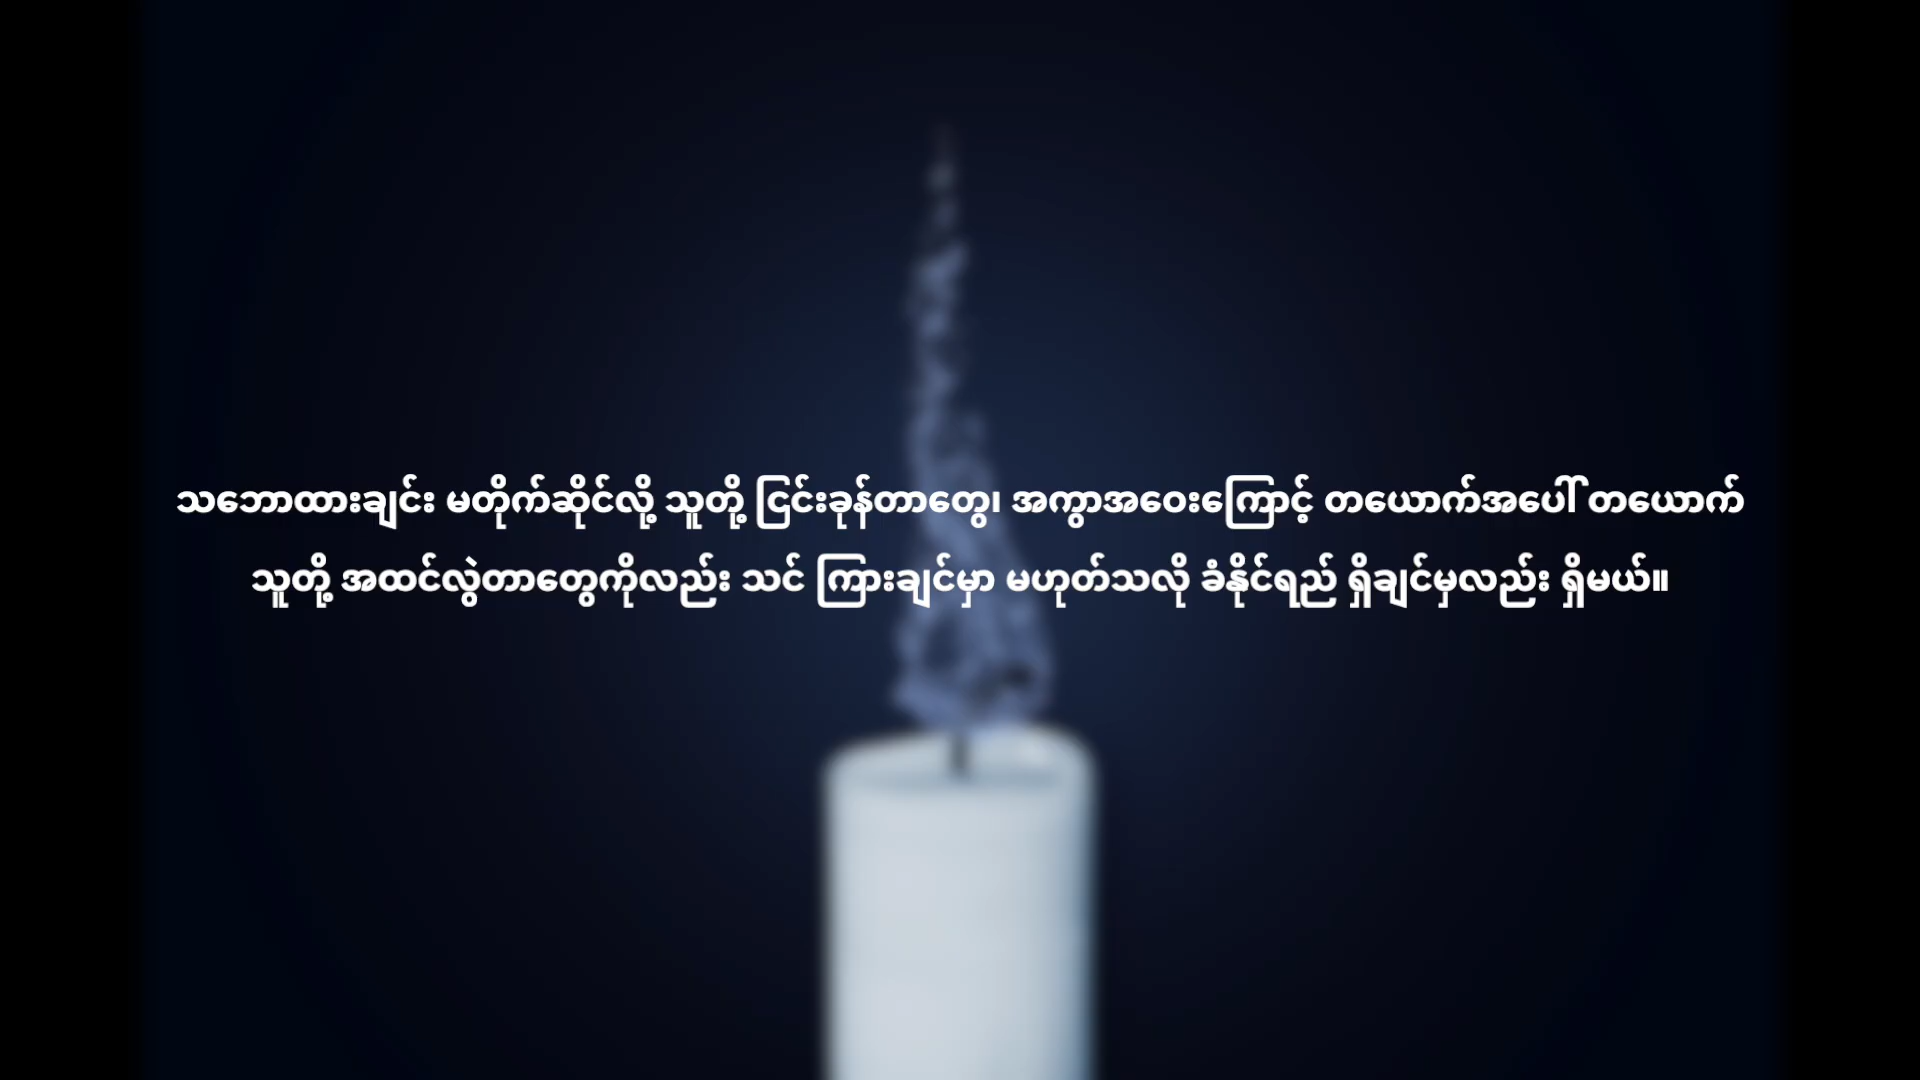 သဘောထားချင်း မတိုက်ဆိုင်လို့ သူတို့ ငြင်းခုန်တာတွေ၊ အကွာအဝေးကြောင့် တယောက်အပေါ် တယောက်
သူတို့ အထင်လွဲတာတွေကိုလည်း သင် ကြားချင်မှာ မဟုတ်သလို ခံနိုင်ရည် ရှိချင်မှလည်း ရှိမယ်။